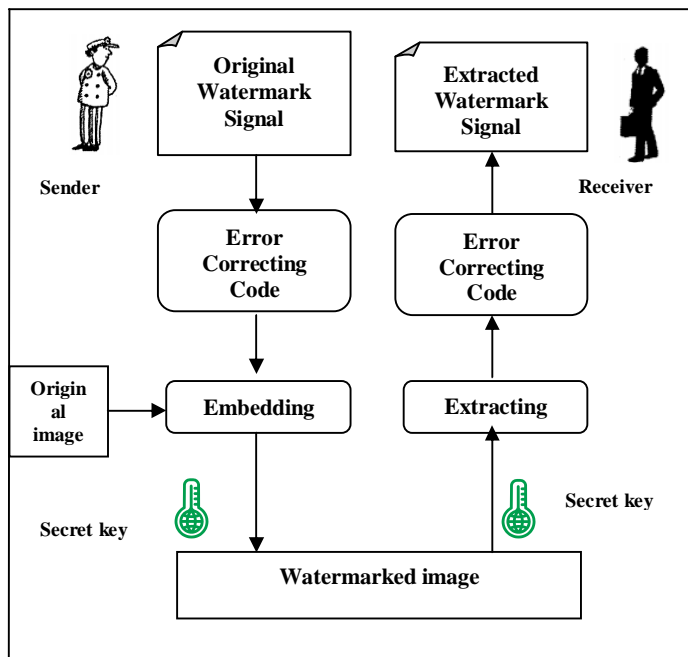 Original
Watermark
Signal
Extracted
Watermark
Signal
Sender
Receiver
Error
Correcting
Code
Error
Correcting
Code
Origin
al
image
Embedding
Extracting
Secret key
Secret key
Watermarked image